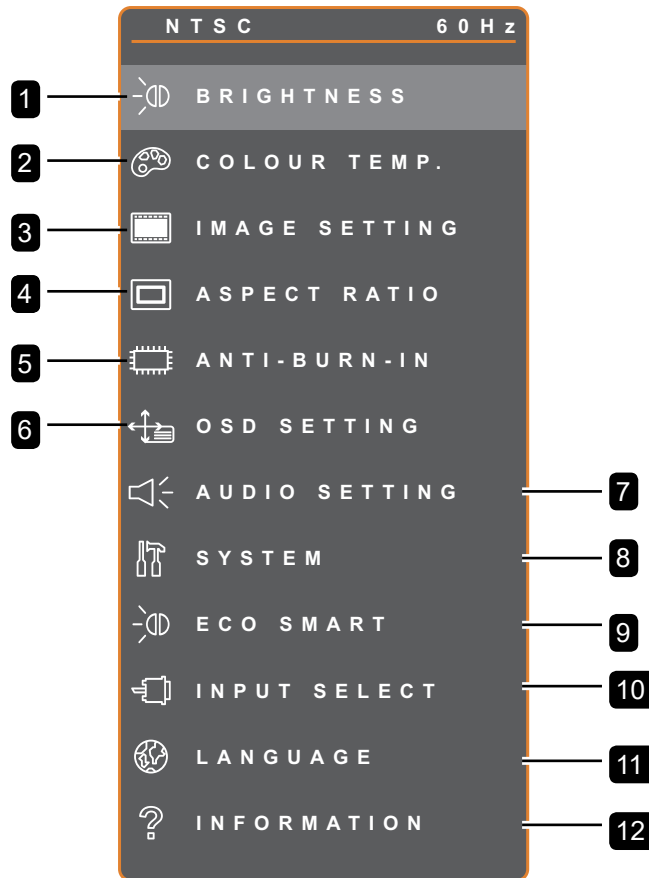 NTSC 60Hz
1 BRIGHTNESS
2 COLOUR TEMP.
3 IMAGE SETTING
4 ASPECT RATIO
5 ANTI-BURN-IN
6 OSD SETTING
AUDIO SETTING 7
SYSTEM 8
ECO SMART 9
INPUT SELECT 10
LANGUAGE 11
INFORMATION 12